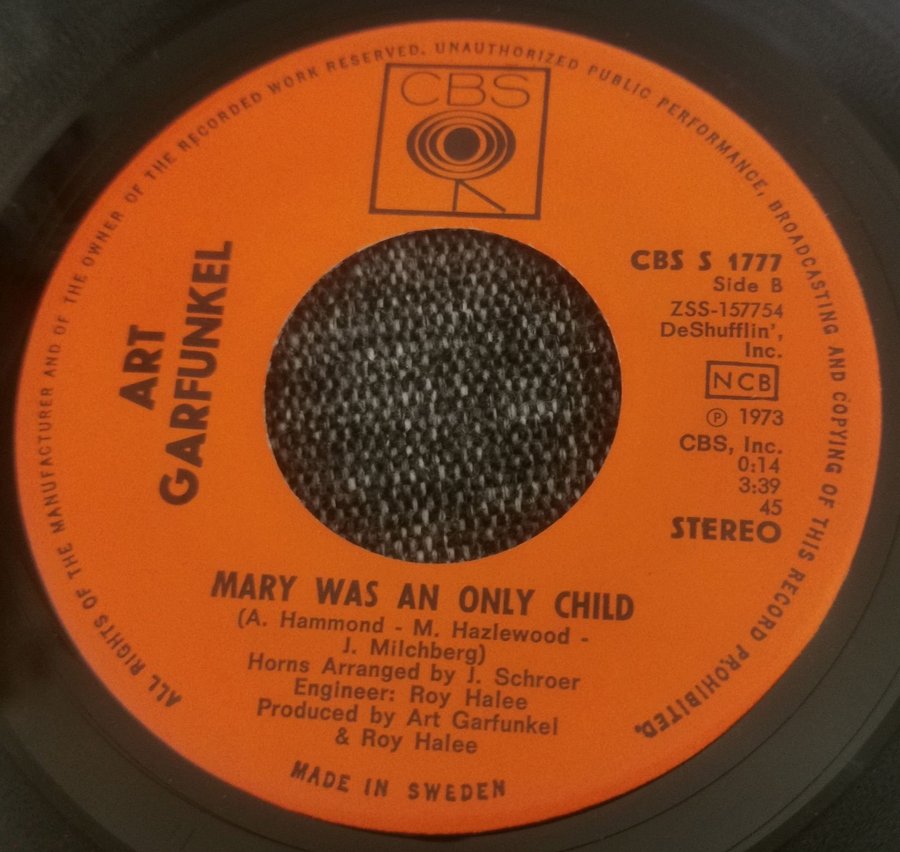 ALL RIGHTS OF THE MANUFACTURER AND OF THE OWNER OF THE RECORDED WORK RESERVED. UNAUTHORIZED PUBLIC PERFORMANCE, BROADCASTING AND COPYING OF THIS RECORD PROHIBITED.
CBS
ART
GARFUNKEL
CBS S 1777
Side B
ZSS-157754
DeShufflin',
Inc.
NCB
℗ 1973
CBS, Inc.
0:14
3:39
45
STEREO
MARY WAS AN ONLY CHILD
(A. Hammond - M. Hazlewood -
J. Milchberg)
Horns Arranged by J. Schroer
Engineer: Roy Halee
Produced by Art Garfunkel
& Roy Halee
MADE IN SWEDEN